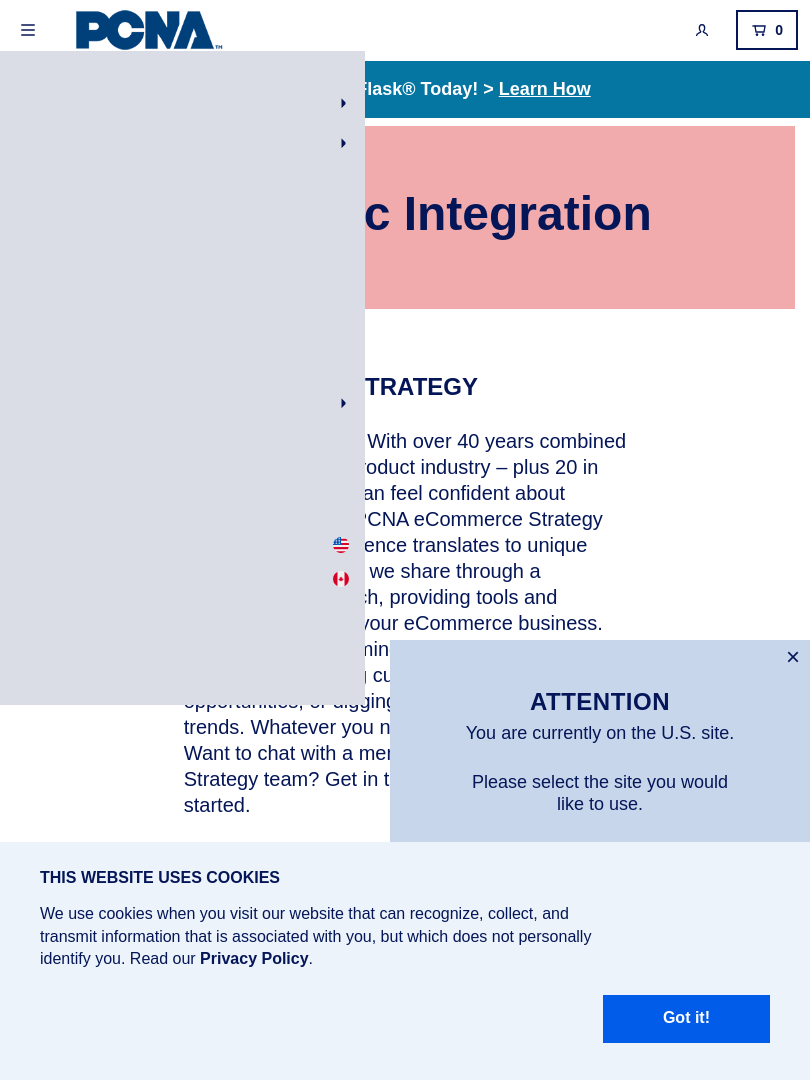 PCNA™
0
Flask® Today! > Learn How
c Integration
TRATEGY
With over 40 years combined
roduct industry – plus 20 in
an feel confident about
PCNA eCommerce Strategy
ence translates to unique
we share through a
ch, providing tools and
your eCommerce business.
ming
g cu
opportunities, or digging
trends. Whatever you n
Want to chat with a mer
Strategy team? Get in t
started.
ATTENTION
You are currently on the U.S. site.
Please select the site you would
like to use.
THIS WEBSITE USES COOKIES
We use cookies when you visit our website that can recognize, collect, and
transmit information that is associated with you, but which does not personally
identify you. Read our Privacy Policy.
Got it!